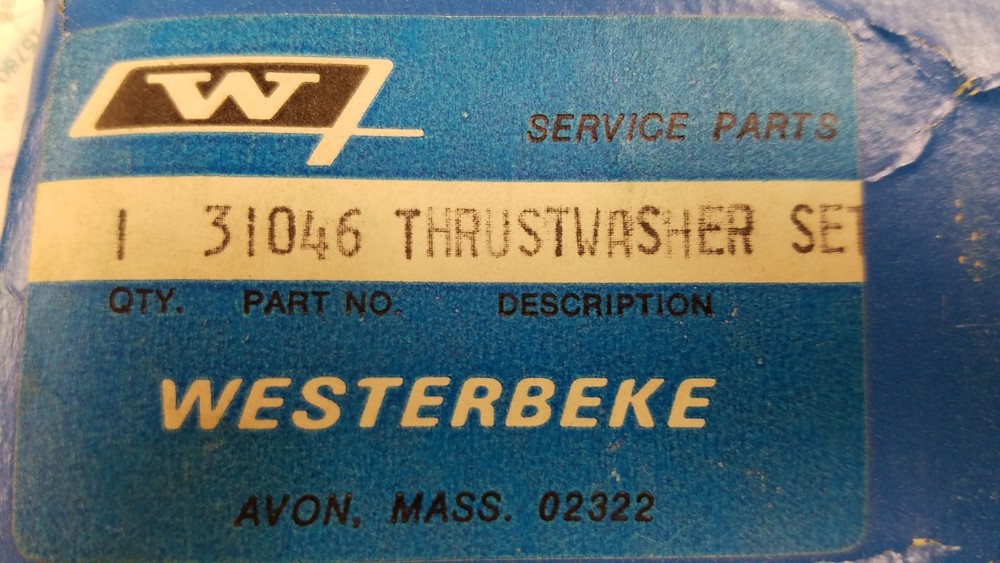 W
SERVICE PARTS
1 31046 THRUSTWASHER SET
QTY. PART NO. DESCRIPTION
WESTERBEKE
AVON, MASS. 02322